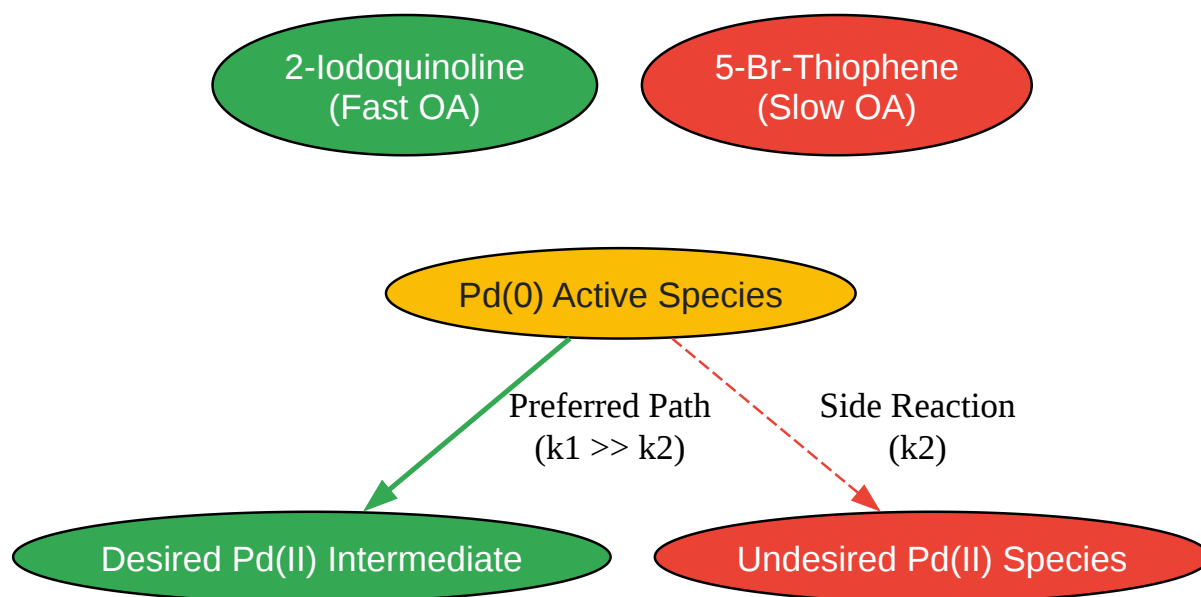 2-Iodoquinoline
(Fast OA)
5-Br-Thiophene
(Slow OA)
Pd(0) Active Species
Preferred Path
(k1 >> k2)
Side Reaction
(k2)
Desired Pd(II) Intermediate
Undesired Pd(II) Species